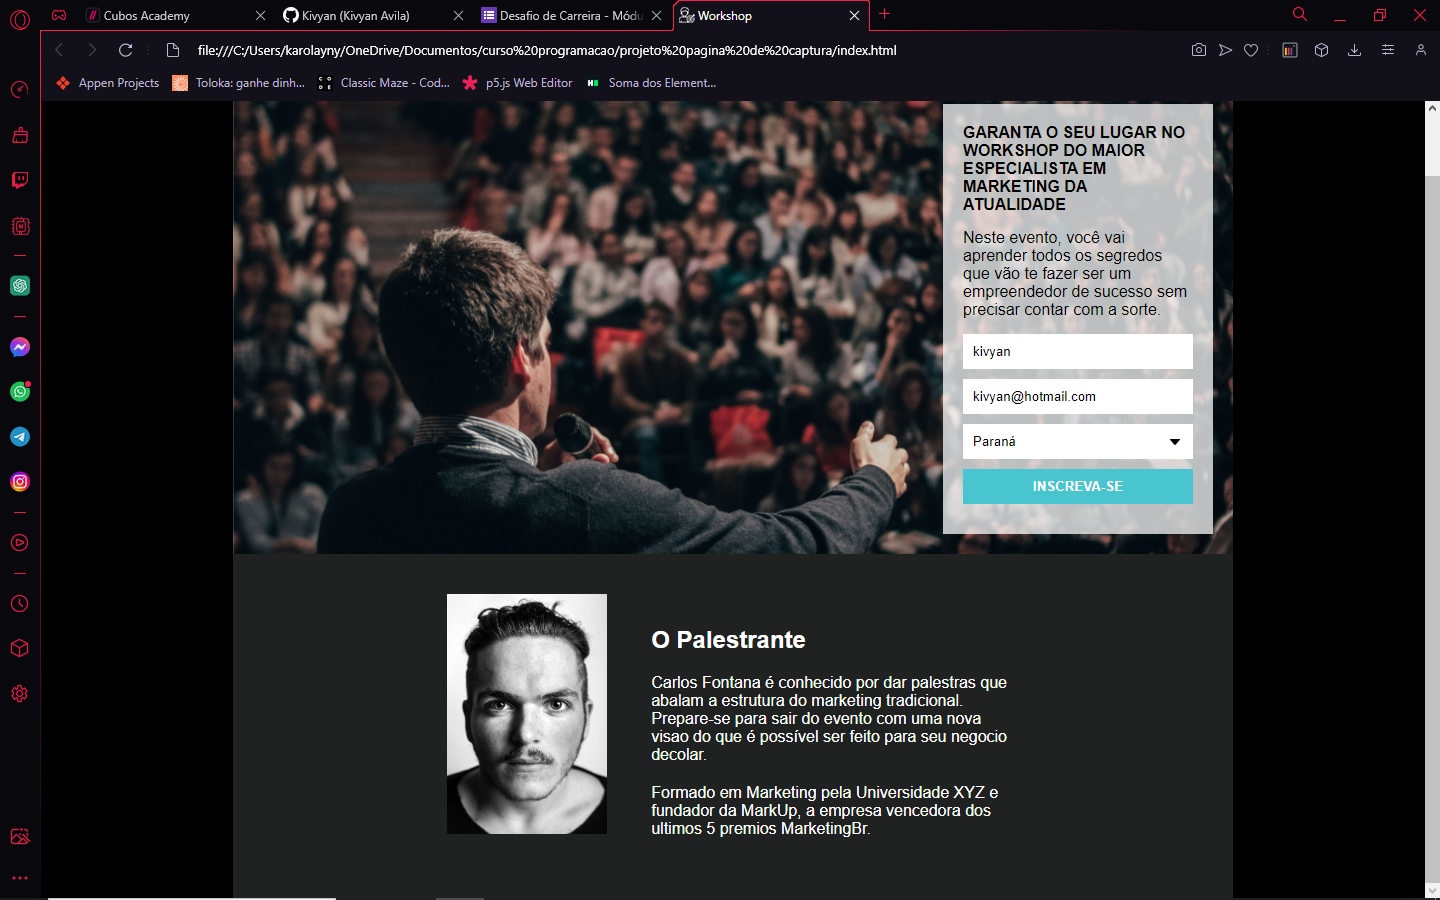 Cubos Academy
Kivyan (Kivyan Avila)
Desafio de Carreira - Módu
Workshop
file:///C:/Users/karolayny/OneDrive/Documentos/curso%20programacao/projeto%20pagina%20de%20captura/index.html
Appen Projects
Toloka: ganhe dinh...
Classic Maze - Cod...
p5.js Web Editor
Soma dos Element...
GARANTA O SEU LUGAR NO
WORKSHOP DO MAIOR
ESPECIALISTA EM
MARKETING DA
ATUALIDADE
Neste evento, você vai
aprender todos os segredos
que vão te fazer ser um
empreendedor de sucesso sem
precisar contar com a sorte.
kivyan
kivyan@hotmail.com
Paraná
INSCREVA-SE
O Palestrante
Carlos Fontana é conhecido por dar palestras que
abalam a estrutura do marketing tradicional.
Prepare-se para sair do evento com uma nova
visao do que é possível ser feito para seu negocio
decolar.
Formado em Marketing pela Universidade XYZ e
fundador da MarkUp, a empresa vencedora dos
ultimos 5 premios MarketingBr.